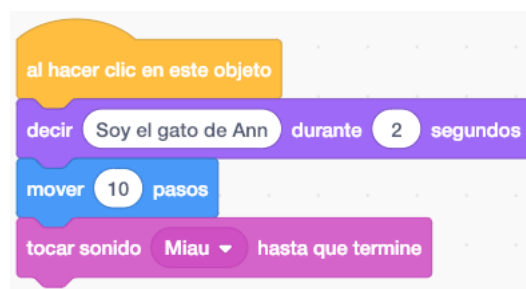 al hacer clic en este objeto
decir Soy el gato de Ann durante 2 segundos
mover 10 pasos
tocar sonido Miau hasta que termine